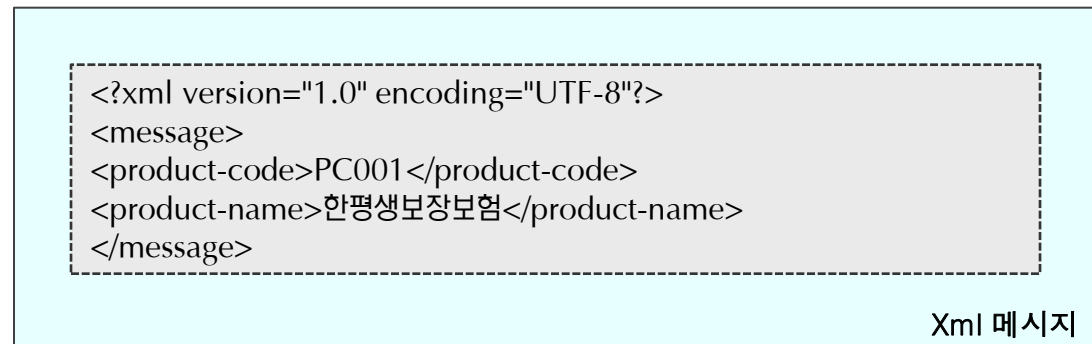 <?xml version="1.0" encoding="UTF-8"?>
<message>
<product-code>PC001</product-code>
<product-name>한평생보장보험</product-name>
</message>
Xml 메시지